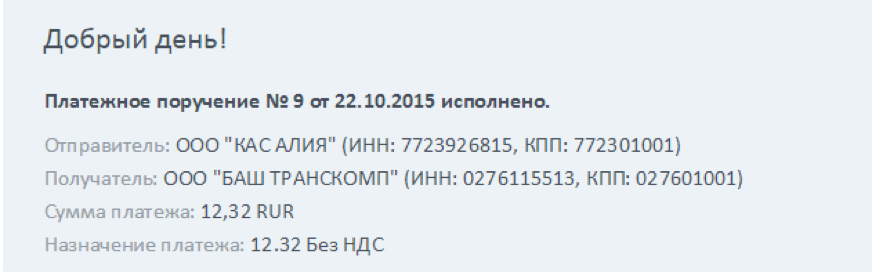 Добрый день!
Платежное поручение № 9 от 22.10.2015 исполнено.
Отправитель: ООО "КАС АЛИЯ" (ИНН: 7723926815, КПП: 772301001)
Получатель: ООО "БАШ ТРАНСКОМП" (ИНН: 0276115513, КПП: 027601001)
Сумма платежа: 12,32 RUR
Назначение платежа: 12.32 Без НДС